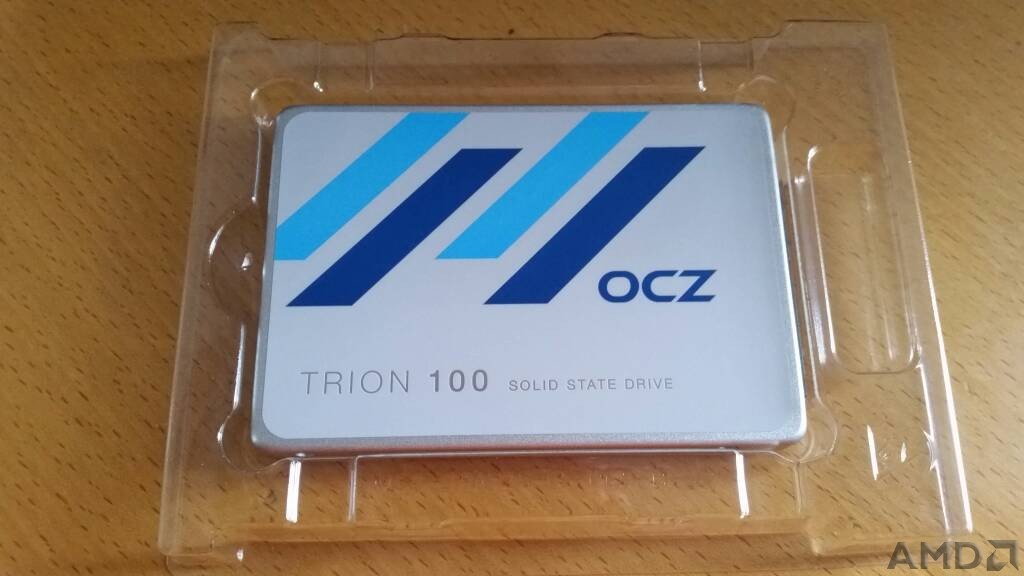 OCZ
TRION 100 SOLID STATE DRIVE
AMD